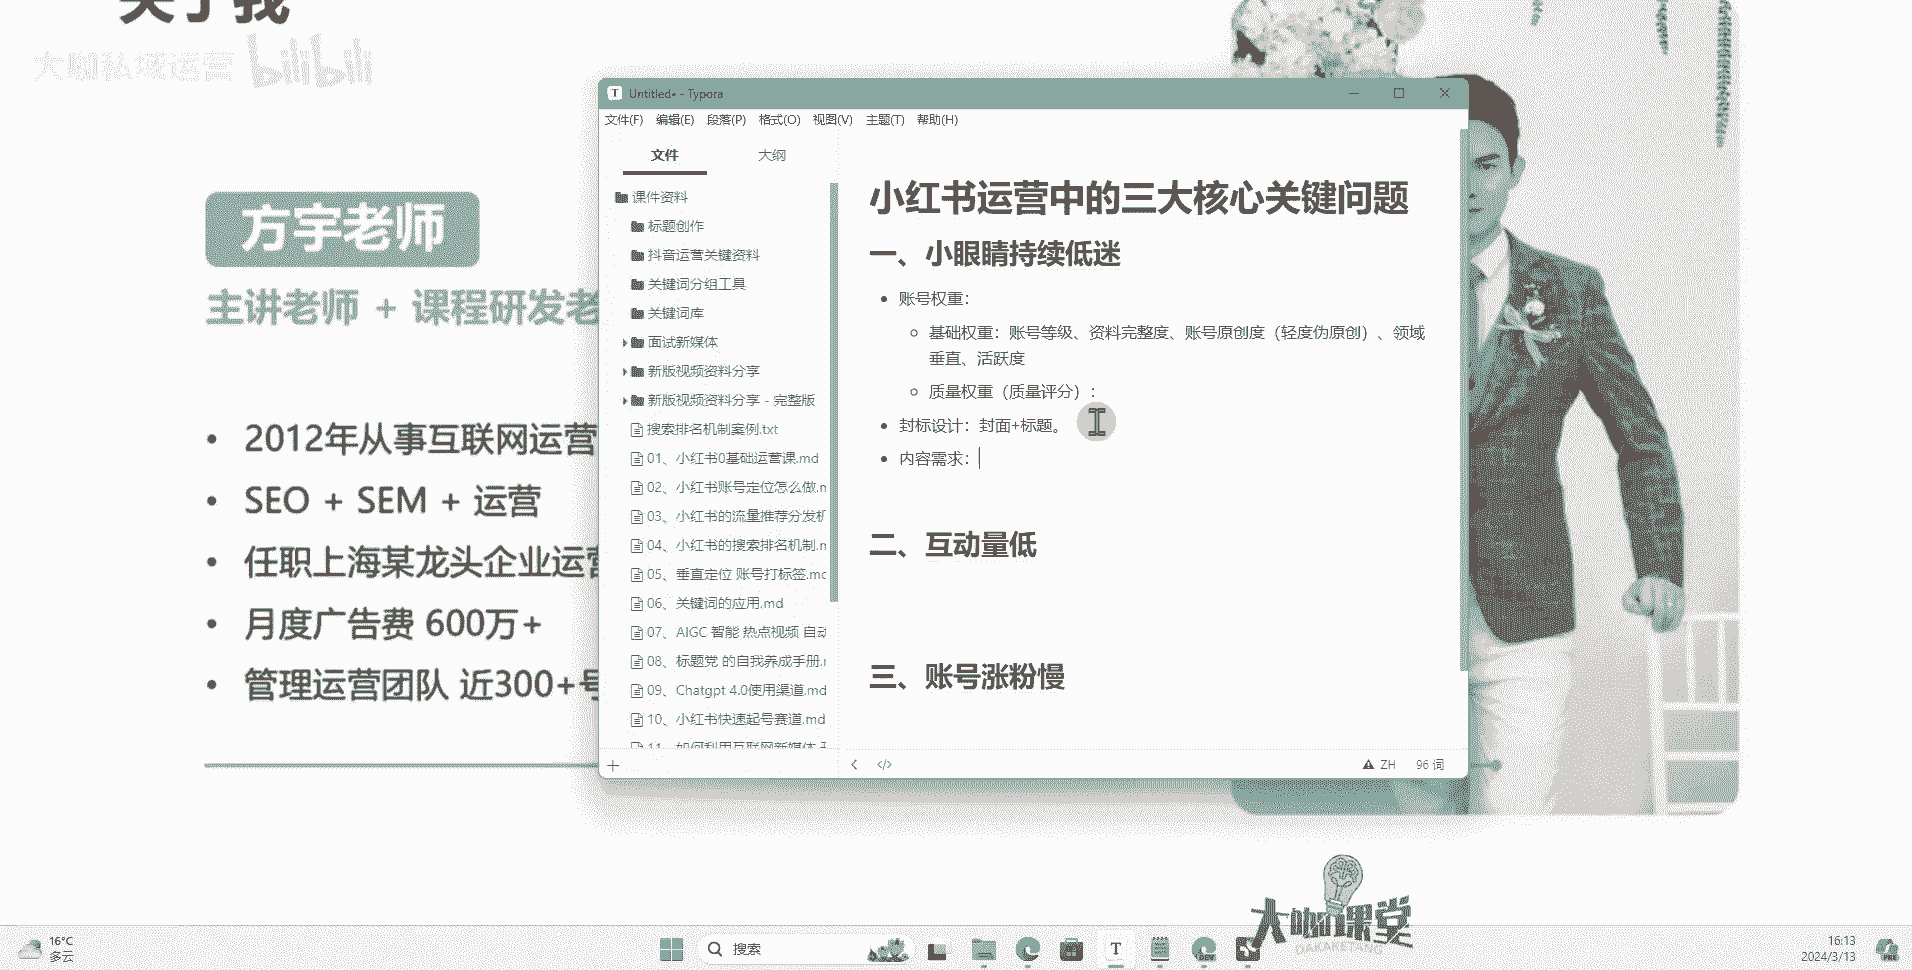 关于我
大咖私域运营 bilibili
方宇老师
主讲老师 + 课程研发老
• 2012年从事互联网运营
• SEO + SEM + 运营
• 任职上海某龙头企业运营
• 月度广告费 600万+
• 管理运营团队 近300+号
Untitled• - Typora
文件(F) 编辑(E) 段落(P) 格式(O) 视图(V) 主题(T) 帮助(H)
文件 大纲
课件资料
标题创作
抖音运营关键资料
关键词分组工具
关键词库
面试新媒体
新版视频资料分享
新版视频资料分享 - 完整版
搜索排名机制案例.txt
01、小红书0基础运营课.md
02、小红书账号定位怎么做.m
03、小红书的流量推荐分发机
04、小红书的搜索排名机制.m
05、垂直定位 账号打标签.mc
06、关键词的应用.md
07、AIGC 智能 热点视频 自动
08、标题党 的自我养成手册.r
09、Chatgpt 4.0使用渠道.md
10、小红书快速起号赛道.md
11、如何利用互联网新媒体
小红书运营中的三大核心关键问题
一、小眼睛持续低迷
• 账号权重：
基础权重：账号等级、资料完整度、账号原创度（轻度伪原创）、领域
垂直、活跃度
质量权重（质量评分）：
• 封标设计：封面+标题。
• 内容需求：
二、互动量低
三、账号涨粉慢
ZH 96 词
大咖课堂
DAKAKETANG
16°C
多云
搜索
T
DEV
16:13
2024/3/13
PRE